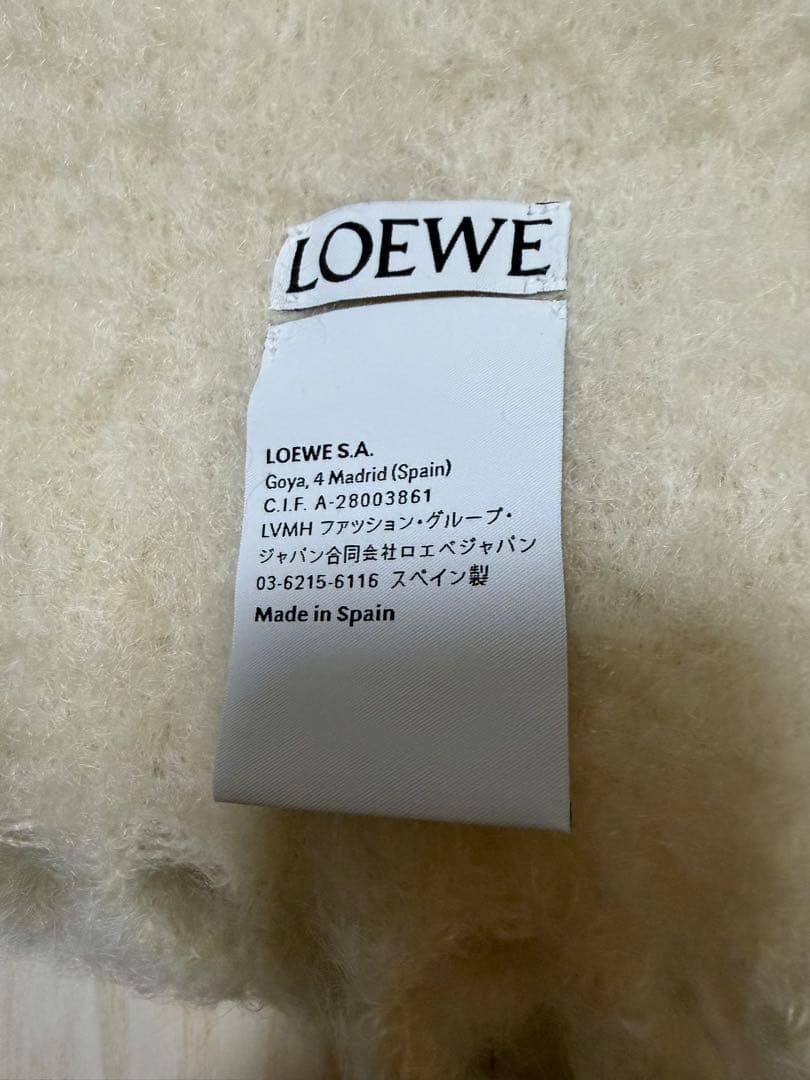 LOEWE
LOEWE S.A.
Goya, 4 Madrid (Spain)
C.I.F. A-28003861
LVMH ファッション・グループ・
ジャパン合同会社ロエベジャパン
03-6215-6116 スペイン製
Made in Spain